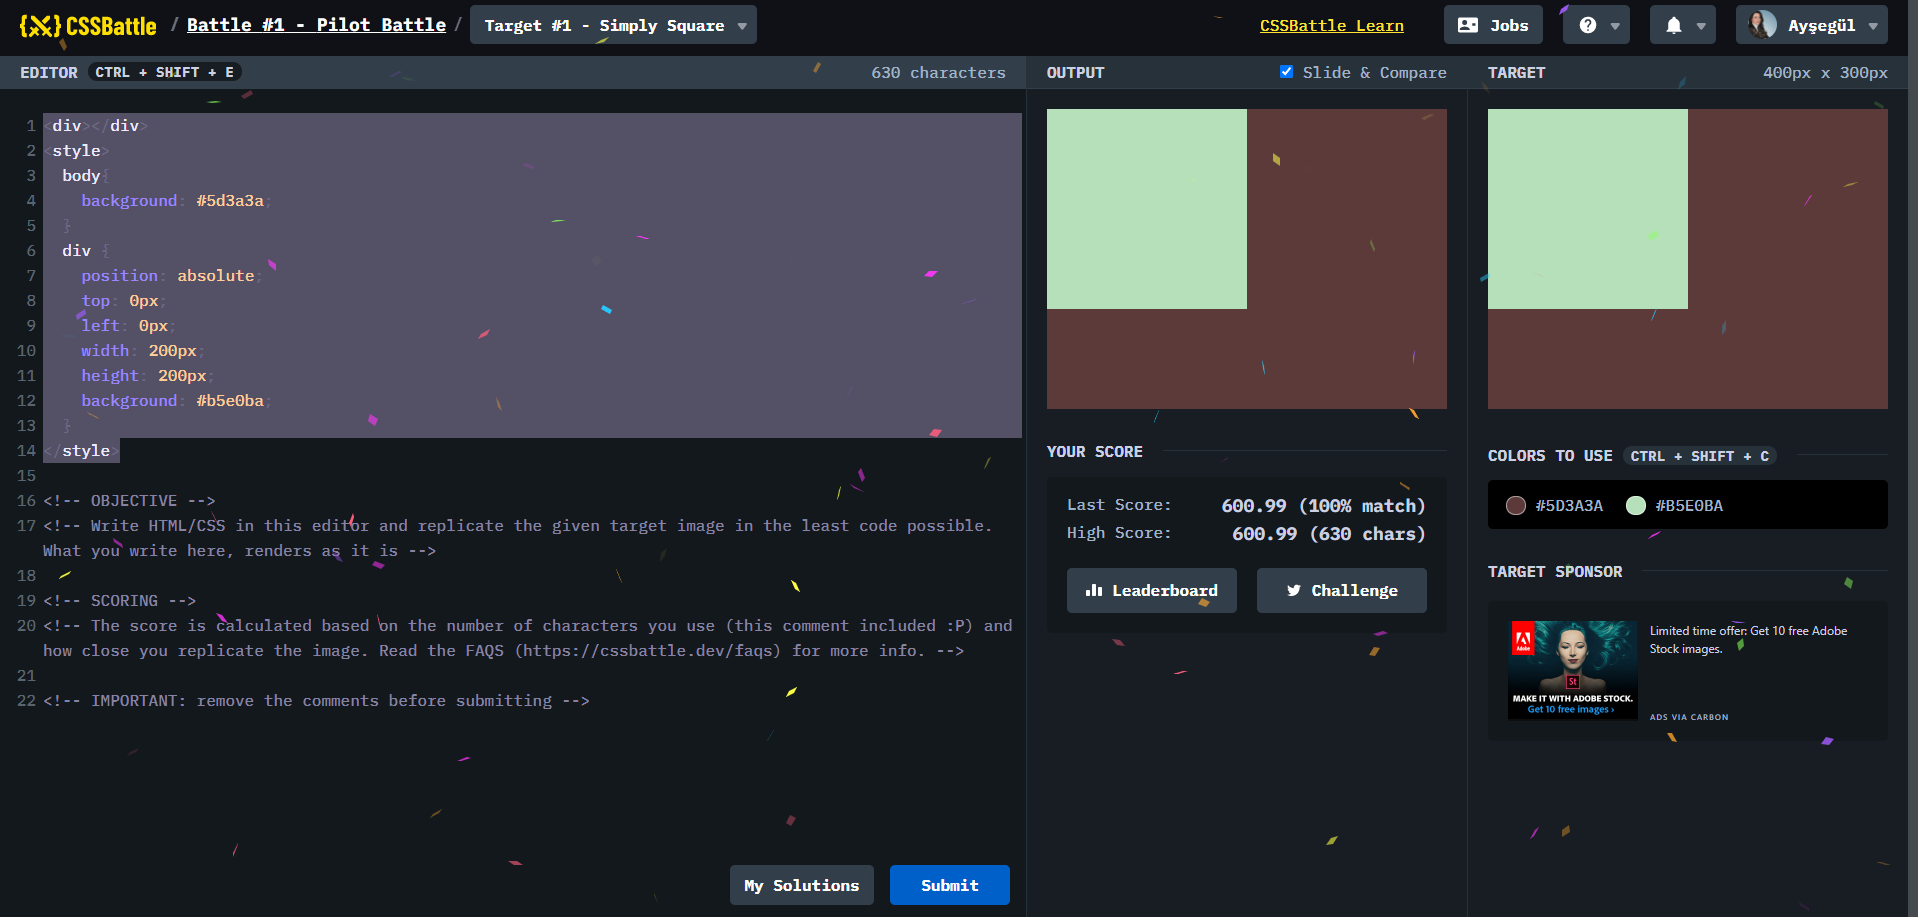 {X} CSSBattle / Battle #1 - Pilot Battle / Target #1 - Simply Square
CSSBattle Learn
Jobs
?
Ayşegül
EDITOR CTRL + SHIFT + E
630 characters
1 <div></div>
2 <style>
3 body{
4 background: #5d3a3a;
5 }
6 div {
7 position: absolute;
8 top: 0px;
9 left: 0px;
10 width: 200px;
11 height: 200px;
12 background: #b5e0ba;
13 }
14 </style>
15
16 <!-- OBJECTIVE -->
17 <!-- Write HTML/CSS in this editor and replicate the given target image in the least code possible.
What you write here, renders as it is -->
18
19 <!-- SCORING -->
20 <!-- The score is calculated based on the number of characters you use (this comment included :P) and
how close you replicate the image. Read the FAQS (https://cssbattle.dev/faqs) for more info. -->
21
22 <!-- IMPORTANT: remove the comments before submitting -->
My Solutions
Submit
OUTPUT
Slide & Compare
YOUR SCORE
Last Score: 600.99 (100% match)
High Score: 600.99 (630 chars)
Leaderboard
Challenge
TARGET
400px x 300px
COLORS TO USE CTRL + SHIFT + C
#5D3A3A
#B5E0BA
TARGET SPONSOR
Adobe
St
MAKE IT WITH ADOBE STOCK.
Get 10 free images ›
Limited time offer: Get 10 free Adobe
Stock images.
ADS VIA CARBON